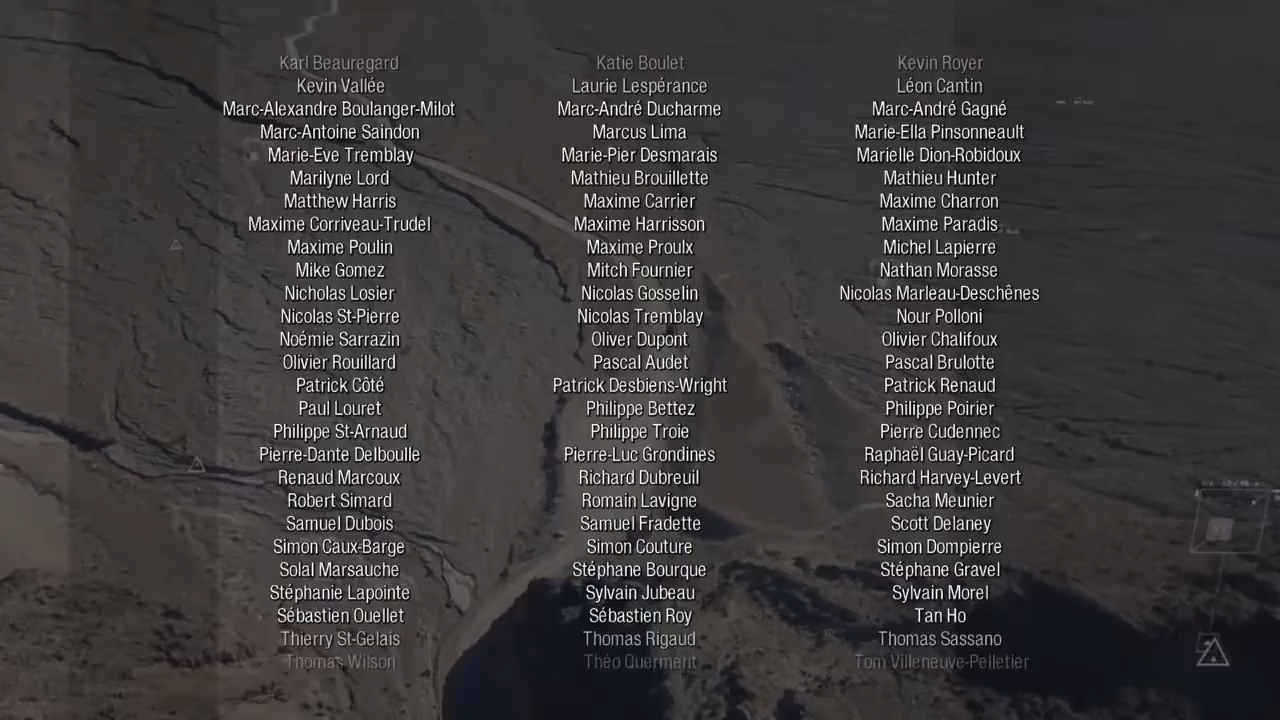 Karl Beauregard Katie Boulet Kevin Royer
Kevin Vallée Laurie Lespérance Léon Cantin
Marc-Alexandre Boulanger-Milot Marc-André Ducharme Marc-André Gagné
Marc-Antoine Saindon Marcus Lima Marie-Ella Pinsonneault
Marie-Eve Tremblay Marie-Pier Desmarais Marielle Dion-Robidoux
Marilyne Lord Mathieu Brouillette Mathieu Hunter
Matthew Harris Maxime Carrier Maxime Charron
Maxime Corriveau-Trudel Maxime Harrisson Maxime Paradis
Maxime Poulin Maxime Proulx Michel Lapierre
Mike Gomez Mitch Fournier Nathan Morasse
Nicholas Losier Nicolas Gosselin Nicolas Marleau-Deschênes
Nicolas St-Pierre Nicolas Tremblay Nour Polloni
Noémie Sarrazin Oliver Dupont Olivier Chalifoux
Olivier Rouillard Pascal Audet Pascal Brulotte
Patrick Côté Patrick Desbiens-Wright Patrick Renaud
Paul Louret Philippe Bettez Philippe Poirier
Philippe St-Arnaud Philippe Troie Pierre Cudennec
Pierre-Dante Delboulle Pierre-Luc Grondines Raphaël Guay-Picard
Renaud Marcoux Richard Dubreuil Richard Harvey-Levert
Robert Simard Romain Lavigne Sacha Meunier
Samuel Dubois Samuel Fradette Scott Delaney
Simon Caux-Barge Simon Couture Simon Dompierre
Solal Marsauche Stéphane Bourque Stéphane Gravel
Stéphanie Lapointe Sylvain Jubeau Sylvain Morel
Sébastien Ouellet Sébastien Roy Tan Ho
Thierry St-Gelais Thomas Rigaud Thomas Sassano
Thomas Wilson Théo Querment Tom Villeneuve-Pelletier